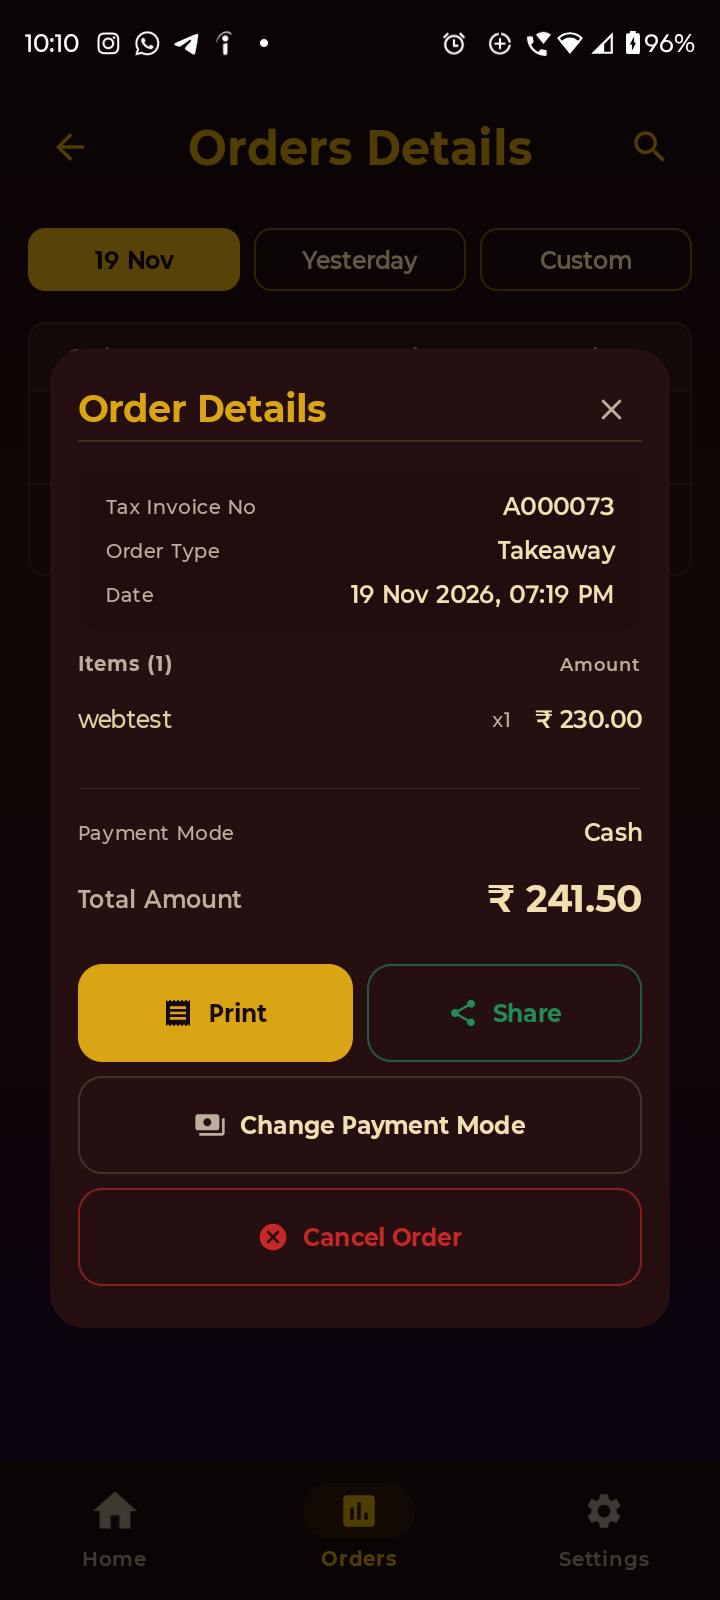 10:10 96%
Orders Details
19 Nov Yesterday Custom
Order Details
Tax Invoice No A000073
Order Type Takeaway
Date 19 Nov 2026, 07:19 PM
Items (1) Amount
webtest x1 ₹ 230.00
Payment Mode Cash
Total Amount ₹ 241.50
Print Share
Change Payment Mode
Cancel Order
Home Orders Settings